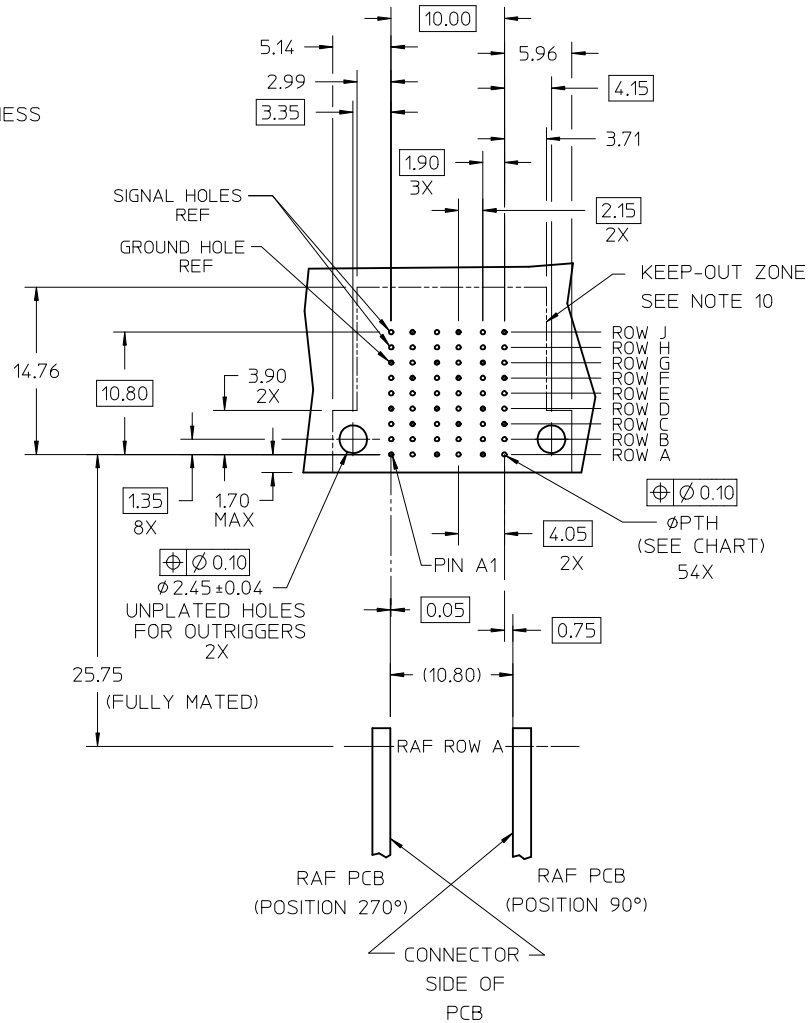 10.00
5.14
5.96
2.99
4.15
NESS
3.35
3.71
1.90
3X
SIGNAL HOLES
REF
2.15
2X
GROUND HOLE
REF
KEEP-OUT ZONE
SEE NOTE 10
ROW J
ROW H
ROW G
ROW F
ROW E
ROW D
ROW C
ROW B
ROW A
14.76
10.80
3.90
2X
1.35
8X
1.70
MAX
⌖ Ø 0.10
ØPTH
(SEE CHART)
54X
4.05
2X
PIN A1
⌖ Ø 0.10
Ø2.45±0.04
UNPLATED HOLES
FOR OUTRIGGERS
2X
0.05
0.75
25.75
(FULLY MATED)
(10.80)
RAF ROW A
RAF PCB
(POSITION 270°)
RAF PCB
(POSITION 90°)
CONNECTOR
SIDE OF
PCB